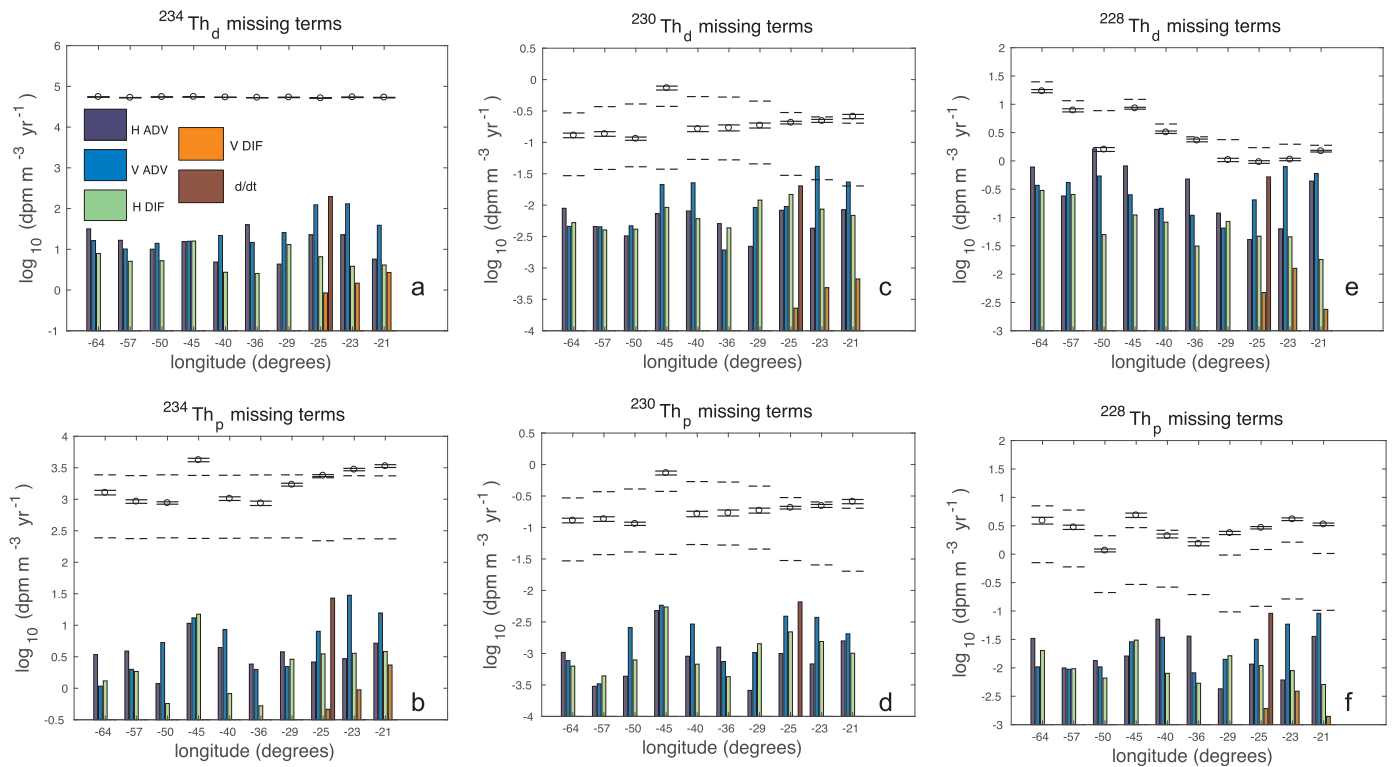 234 Th d missing terms
6
5
4
3
2
1
0
-1
log 10 (dpm m -3 yr -1 )
H ADV
V ADV
H DIF
V DIF
d/dt
a
-64 -57 -50 -45 -40 -36 -29 -25 -23 -21
longitude (degrees)
230 Th d missing terms
0.5
0
-0.5
-1
-1.5
-2
-2.5
-3
-3.5
-4
log 10 (dpm m -3 yr -1 )
c
-64 -57 -50 -45 -40 -36 -29 -25 -23 -21
longitude (degrees)
228 Th d missing terms
2
1.5
1
0.5
0
-0.5
-1
-1.5
-2
-2.5
-3
log 10 (dpm m -3 yr -1 )
e
-64 -57 -50 -45 -40 -36 -29 -25 -23 -21
longitude (degrees)
234 Th p missing terms
4
3.5
3
2.5
2
1.5
1
0.5
0
-0.5
log 10 (dpm m -3 yr -1 )
b
-64 -57 -50 -45 -40 -36 -29 -25 -23 -21
longitude (degrees)
230 Th p missing terms
0.5
0
-0.5
-1
-1.5
-2
-2.5
-3
-3.5
-4
log 10 (dpm m -3 yr -1 )
d
-64 -57 -50 -45 -40 -36 -29 -25 -23 -21
longitude (degrees)
228 Th p missing terms
2
1.5
1
0.5
0
-0.5
-1
-1.5
-2
-2.5
-3
log 10 (dpm m -3 yr -1 )
f
-64 -57 -50 -45 -40 -36 -29 -25 -23 -21
longitude (degrees)